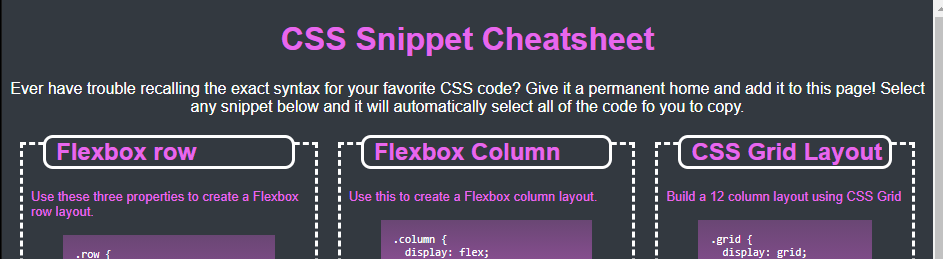 CSS Snippet Cheatsheet
Ever have trouble recalling the exact syntax for your favorite CSS code? Give it a permanent home and add it to this page! Select
any snippet below and it will automatically select all of the code fo you to copy.
Flexbox row
Use these three properties to create a Flexbox
row layout.
.row {
Flexbox Column
Use this to create a Flexbox column layout.
.column {
display: flex;
CSS Grid Layout
Build a 12 column layout using CSS Grid
.grid {
display: grid;